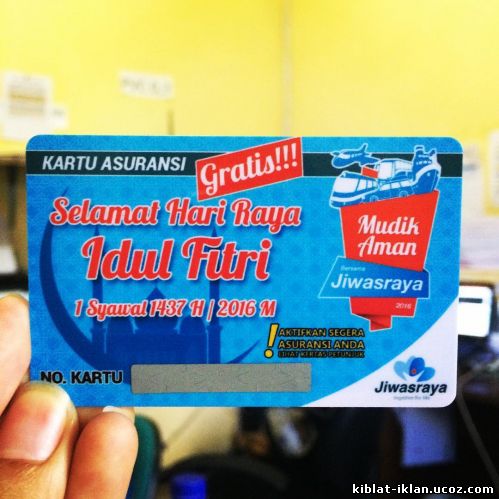 KARTU ASURANSI
Gratis!!!
Selamat Hari Raya
Idul Fitri
1 Syawal 1437 H | 2016 M
Mudik
Aman
Bersama
Jiwasraya
2016
! AKTIFKAN SEGERA
ASURANSI ANDA
LIHAT KERTAS PETUNJUK
NO. KARTU
Jiwasraya
kiblat-iklan.ucoz.com